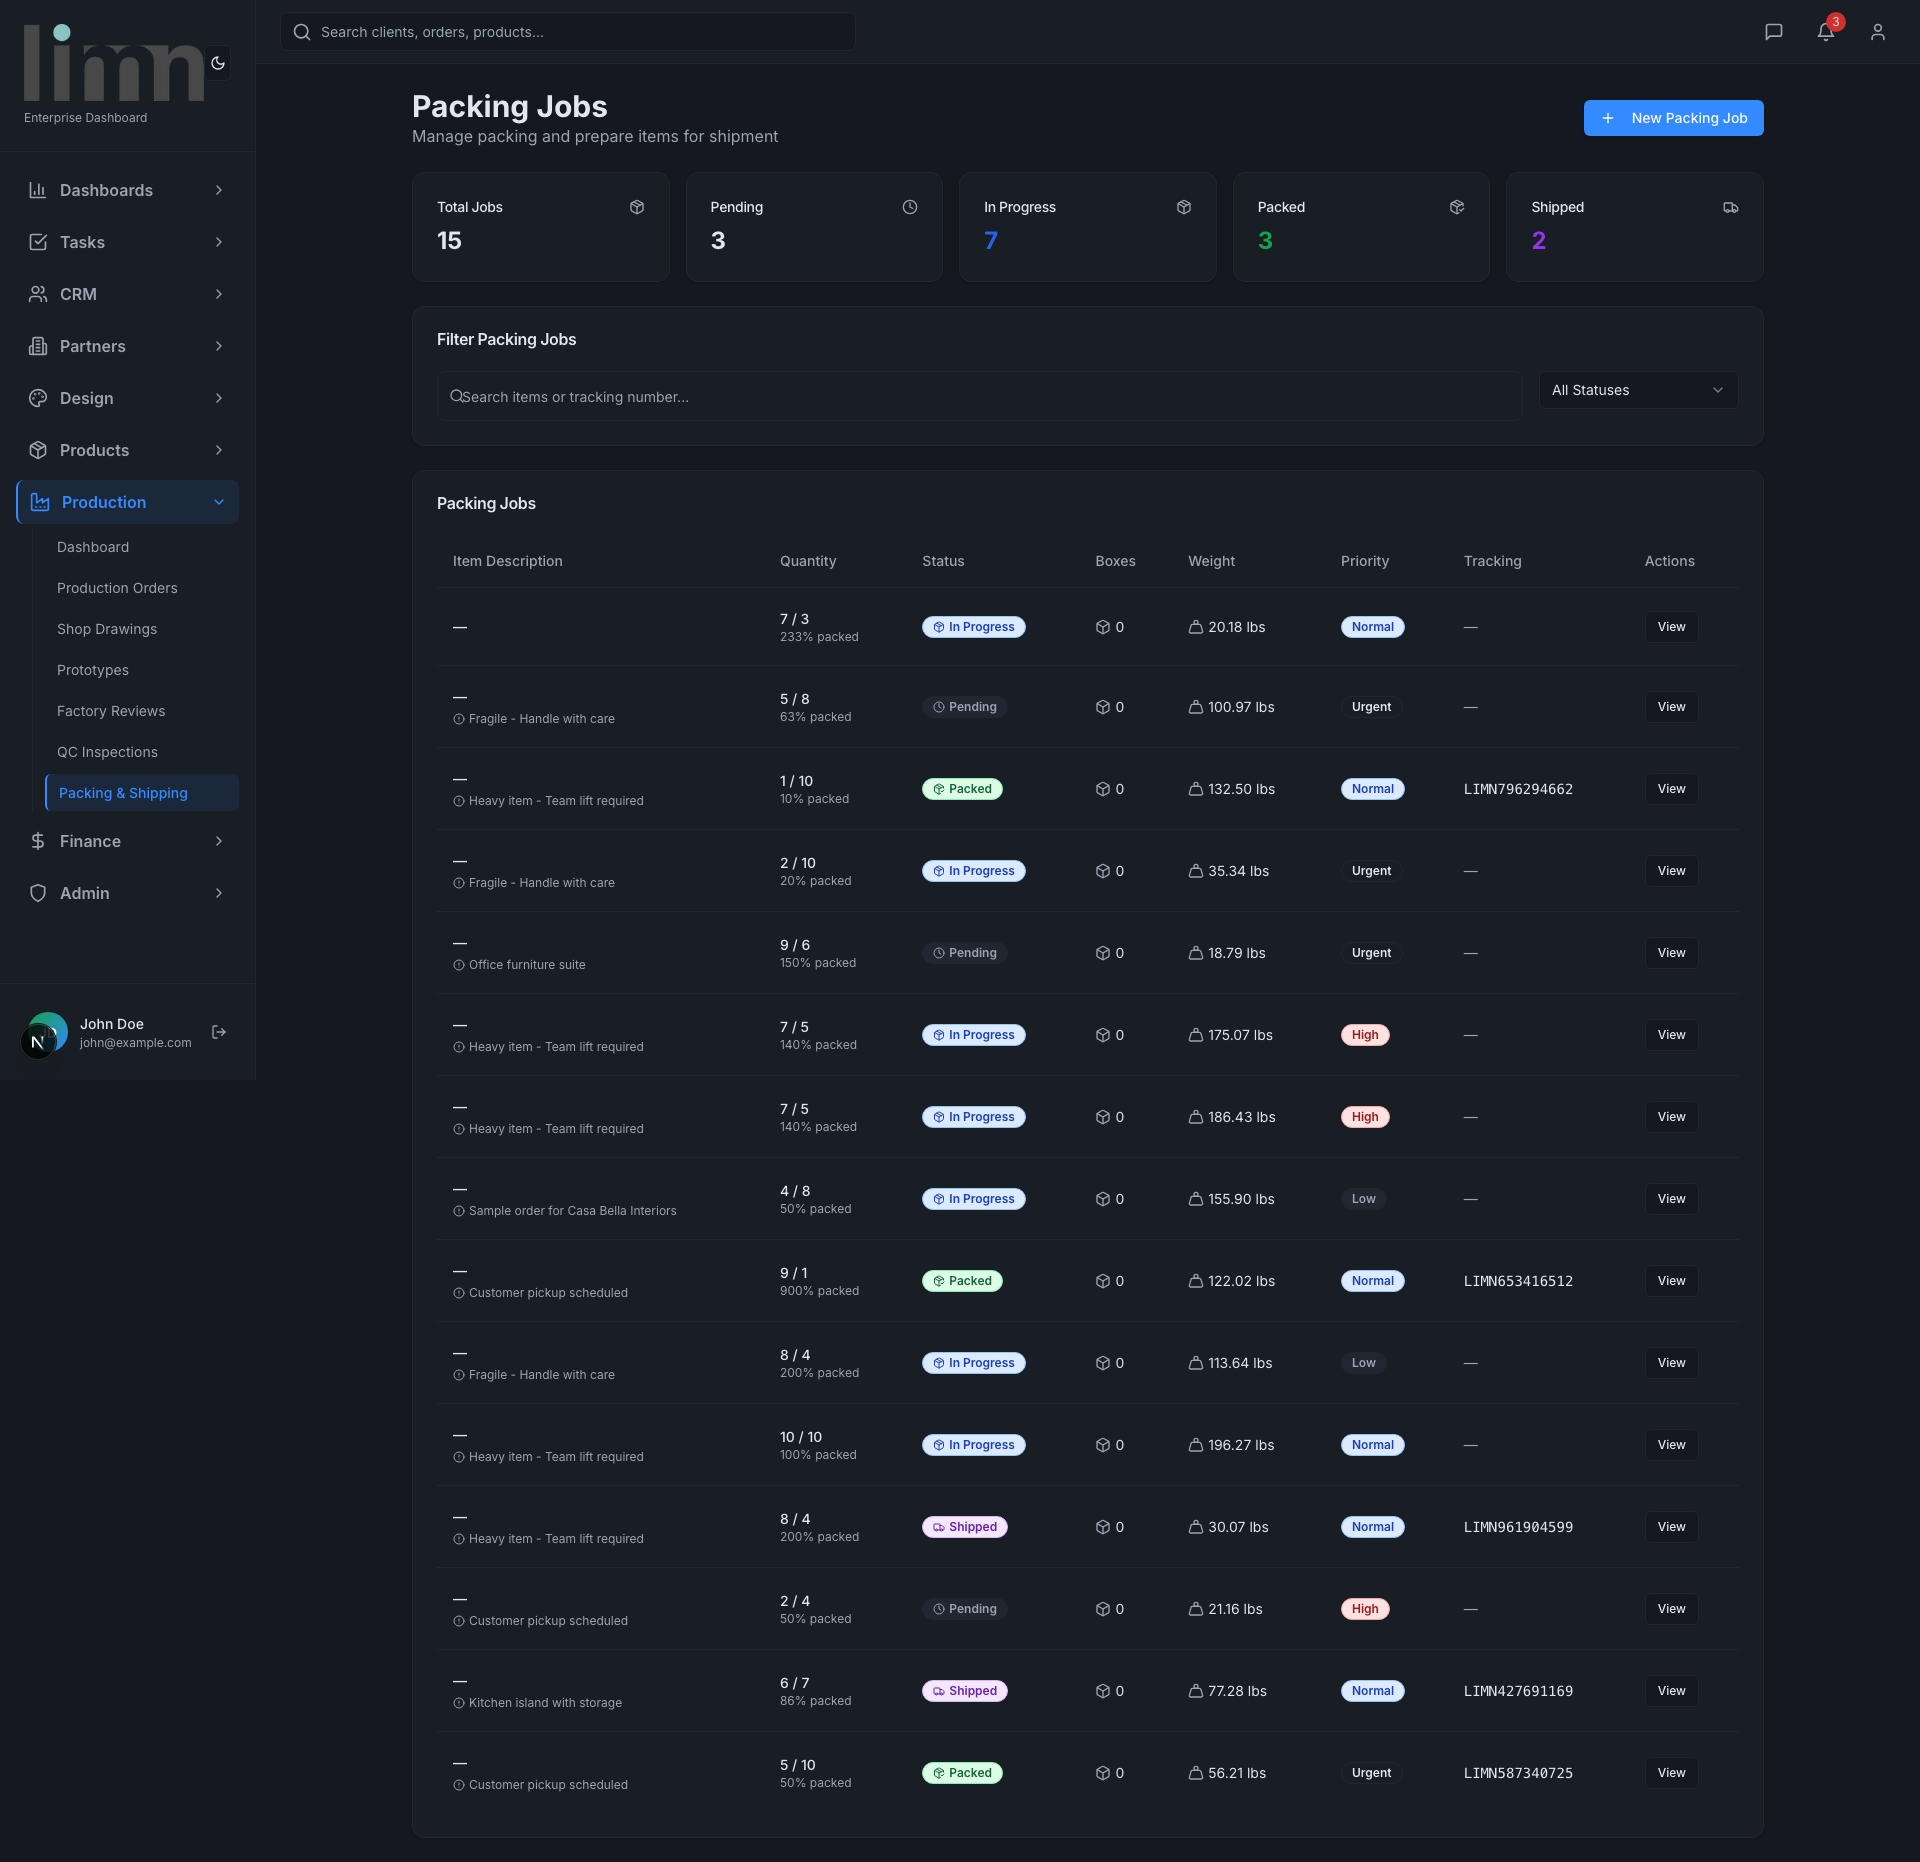 limn
Enterprise Dashboard
Search clients, orders, products...
3
Dashboards
Tasks
CRM
Partners
Design
Products
Production
Dashboard
Production Orders
Shop Drawings
Prototypes
Factory Reviews
QC Inspections
Packing & Shipping
Finance
Admin
N
John Doe
john@example.com
Packing Jobs
Manage packing and prepare items for shipment
New Packing Job
Total Jobs
15
Pending
3
In Progress
7
Packed
3
Shipped
2
Filter Packing Jobs
Search items or tracking number...
All Statuses
Packing Jobs
Item Description Quantity Status Boxes Weight Priority Tracking Actions
— 7 / 3 In Progress 0 20.18 lbs Normal — View
233% packed
— 5 / 8 Pending 0 100.97 lbs Urgent — View
Fragile - Handle with care 63% packed
— 1 / 10 Packed 0 132.50 lbs Normal LIMN796294662 View
Heavy item - Team lift required 10% packed
— 2 / 10 In Progress 0 35.34 lbs Urgent — View
Fragile - Handle with care 20% packed
— 9 / 6 Pending 0 18.79 lbs Urgent — View
Office furniture suite 150% packed
— 7 / 5 In Progress 0 175.07 lbs High — View
Heavy item - Team lift required 140% packed
— 7 / 5 In Progress 0 186.43 lbs High — View
Heavy item - Team lift required 140% packed
— 4 / 8 In Progress 0 155.90 lbs Low — View
Sample order for Casa Bella Interiors 50% packed
— 9 / 1 Packed 0 122.02 lbs Normal LIMN653416512 View
Customer pickup scheduled 900% packed
— 8 / 4 In Progress 0 113.64 lbs Low — View
Fragile - Handle with care 200% packed
— 10 / 10 In Progress 0 196.27 lbs Normal — View
Heavy item - Team lift required 100% packed
— 8 / 4 Shipped 0 30.07 lbs Normal LIMN961904599 View
Heavy item - Team lift required 200% packed
— 2 / 4 Pending 0 21.16 lbs High — View
Customer pickup scheduled 50% packed
— 6 / 7 Shipped 0 77.28 lbs Normal LIMN427691169 View
Kitchen island with storage 86% packed
— 5 / 10 Packed 0 56.21 lbs Urgent LIMN587340725 View
Customer pickup scheduled 50% packed